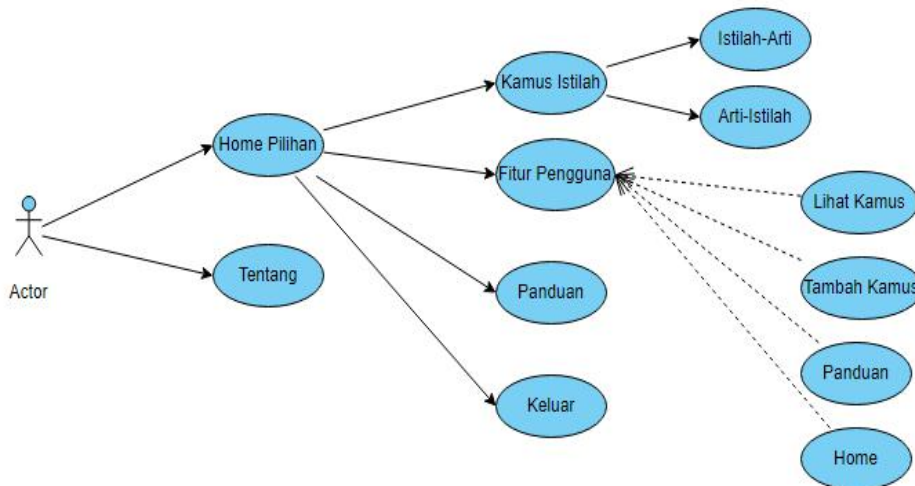 Istilah-Arti
Kamus Istilah
Arti-Istilah
Home Pilihan
Fitur Pengguna
Lihat Kamus
Actor
Tentang
Panduan
Tambah Kamus
Panduan
Keluar
Home